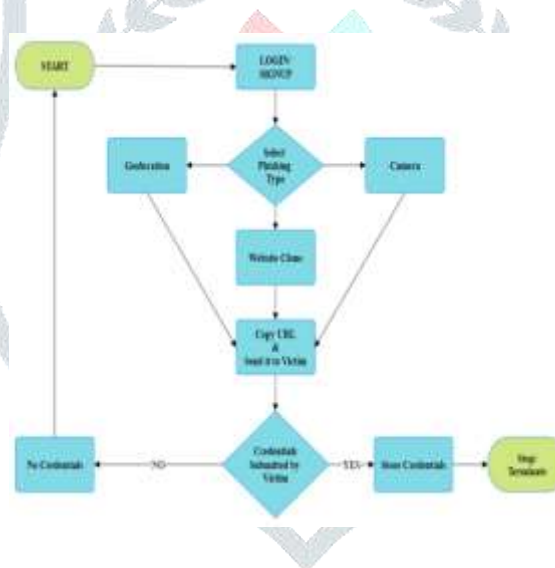 START
LOGIN
SIGNUP
Select
Phishing
Type
Geolocation
Camera
Website Clone
Copy URL
&
Send it to Victim
Credentials
Submitted by
Victim
NO
YES
No Credentials
Store Credentials
Stop
Terminate